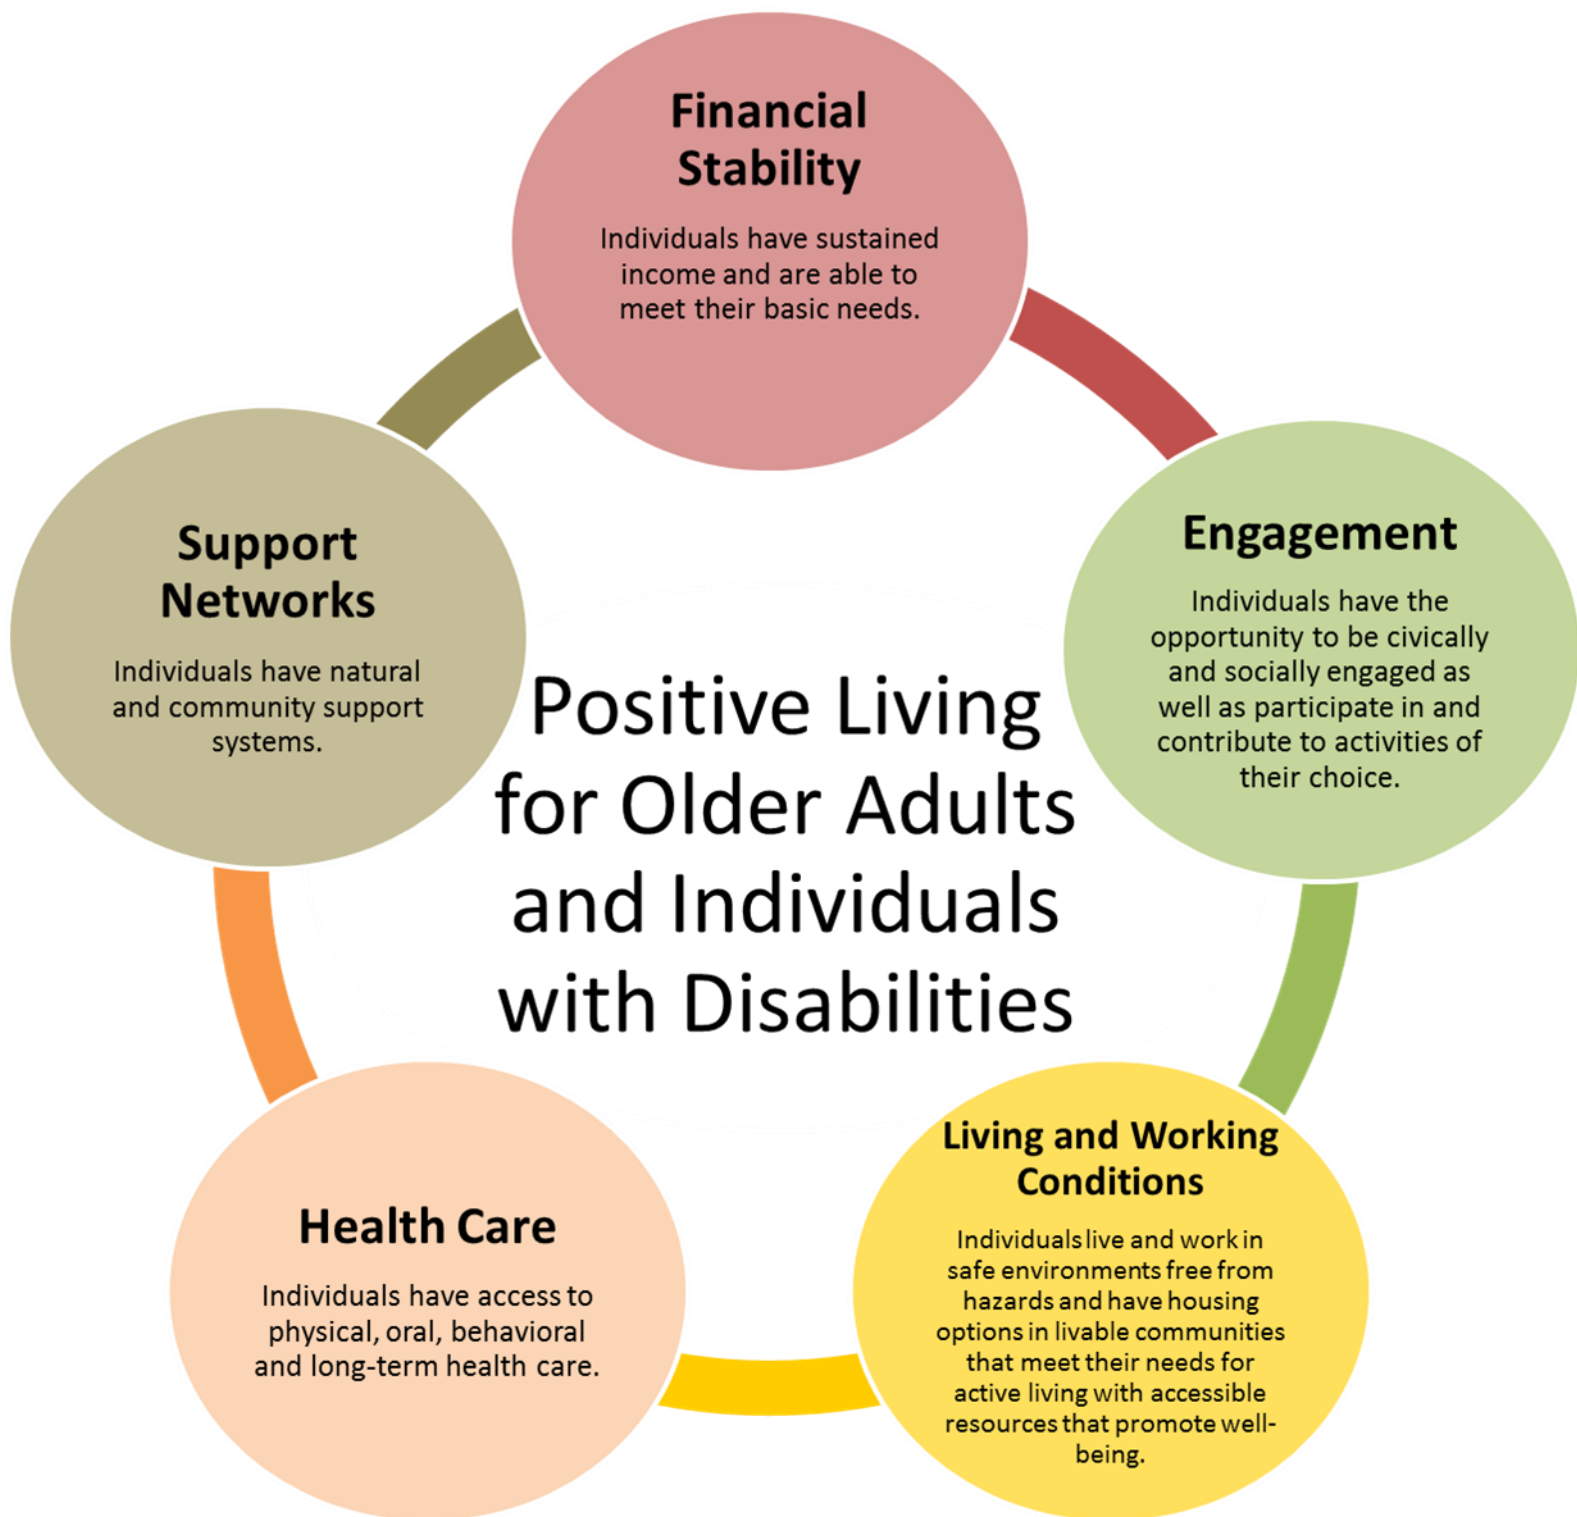 Financial
Stability
Individuals have sustained
income and are able to
meet their basic needs.
Engagement
Individuals have the
opportunity to be civically
and socially engaged as
well as participate in and
contribute to activities of
their choice.
Living and Working
Conditions
Individuals live and work in
safe environments free from
hazards and have housing
options in livable communities
that meet their needs for
active living with accessible
resources that promote well-
being.
Health Care
Individuals have access to
physical, oral, behavioral
and long-term health care.
Support
Networks
Individuals have natural
and community support
systems.
Positive Living
for Older Adults
and Individuals
with Disabilities